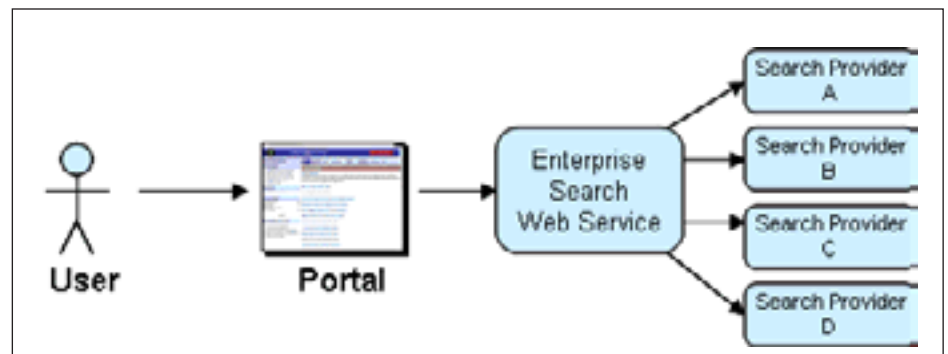 User
Portal
Enterprise
Search
Web Service
Search Provider
A
Search Provider
B
Search Provider
C
Search Provider
D